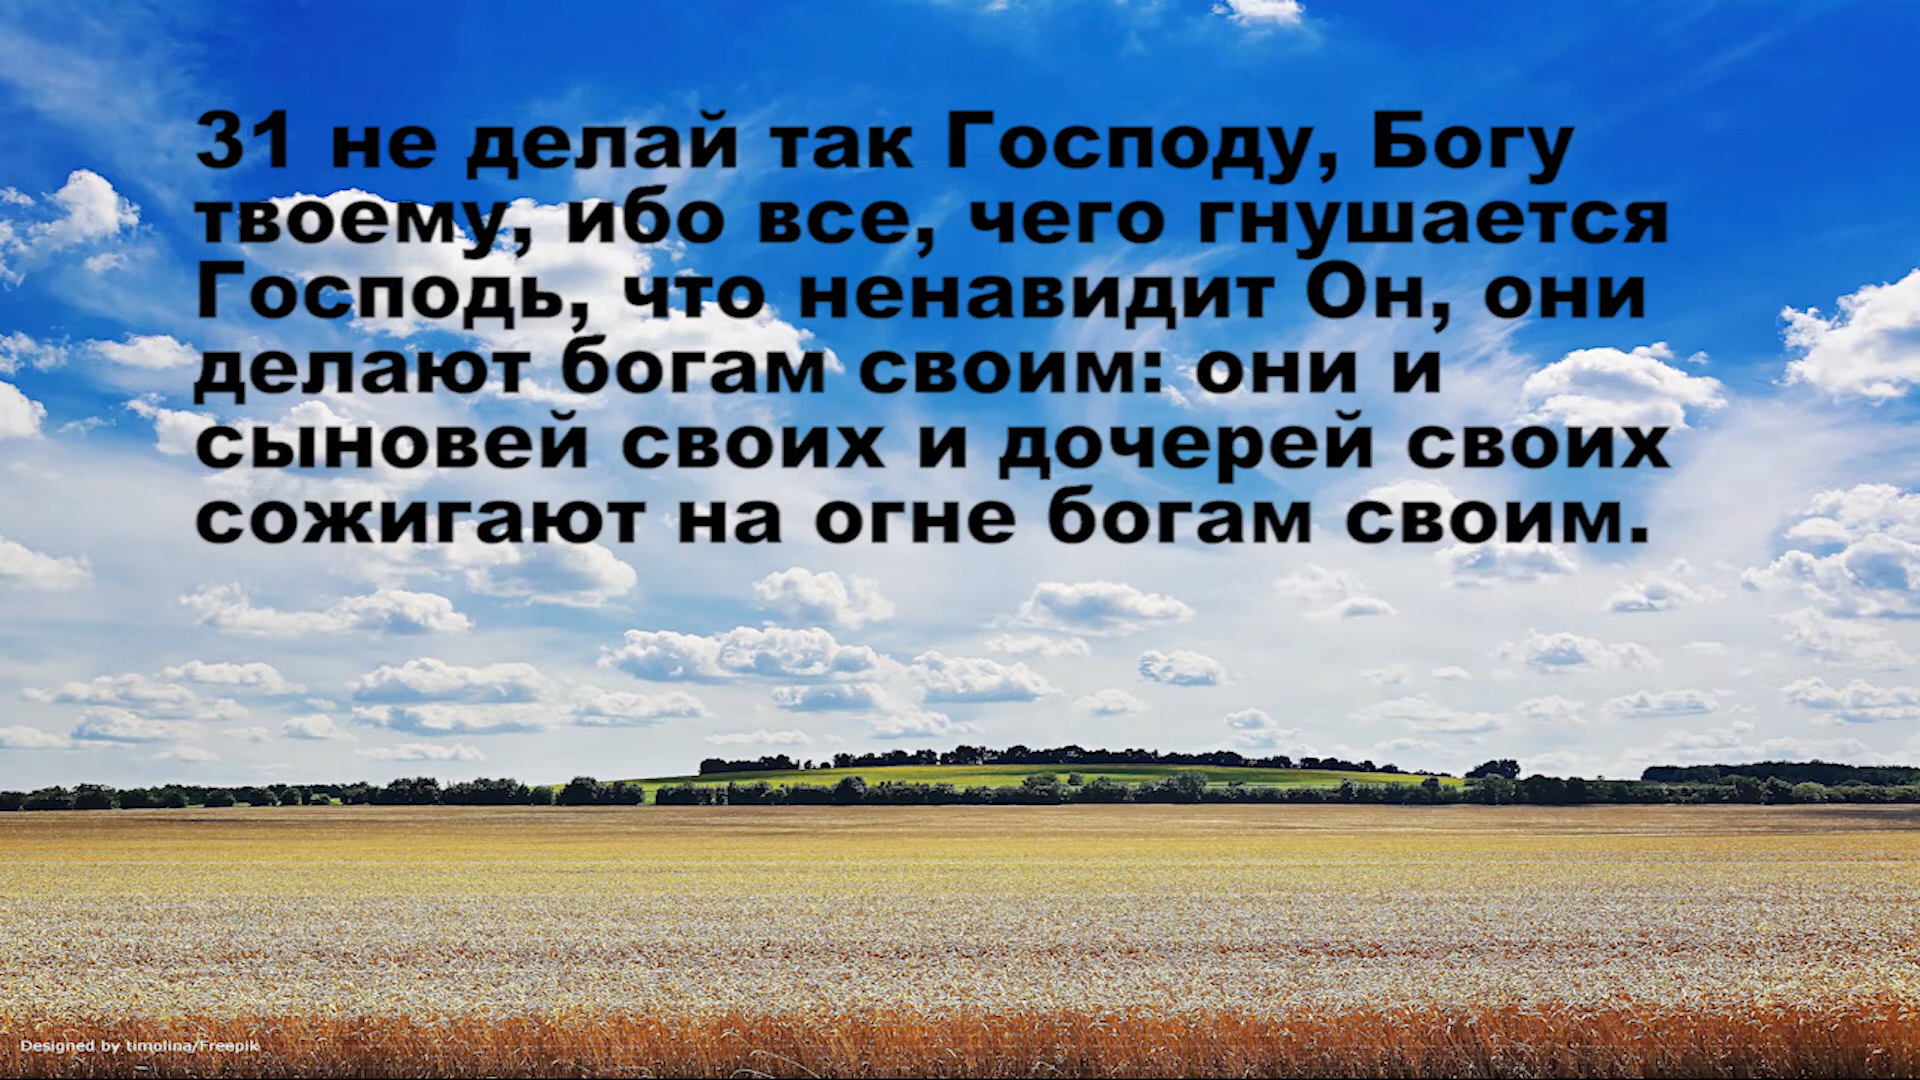 31 не делай так Господу, Богу
твоему, ибо все, чего гнушается
Господь, что ненавидит Он, они
делают богам своим: они и
сыновей своих и дочерей своих
сожигают на огне богам своим.
Designed by timolina/Freepik